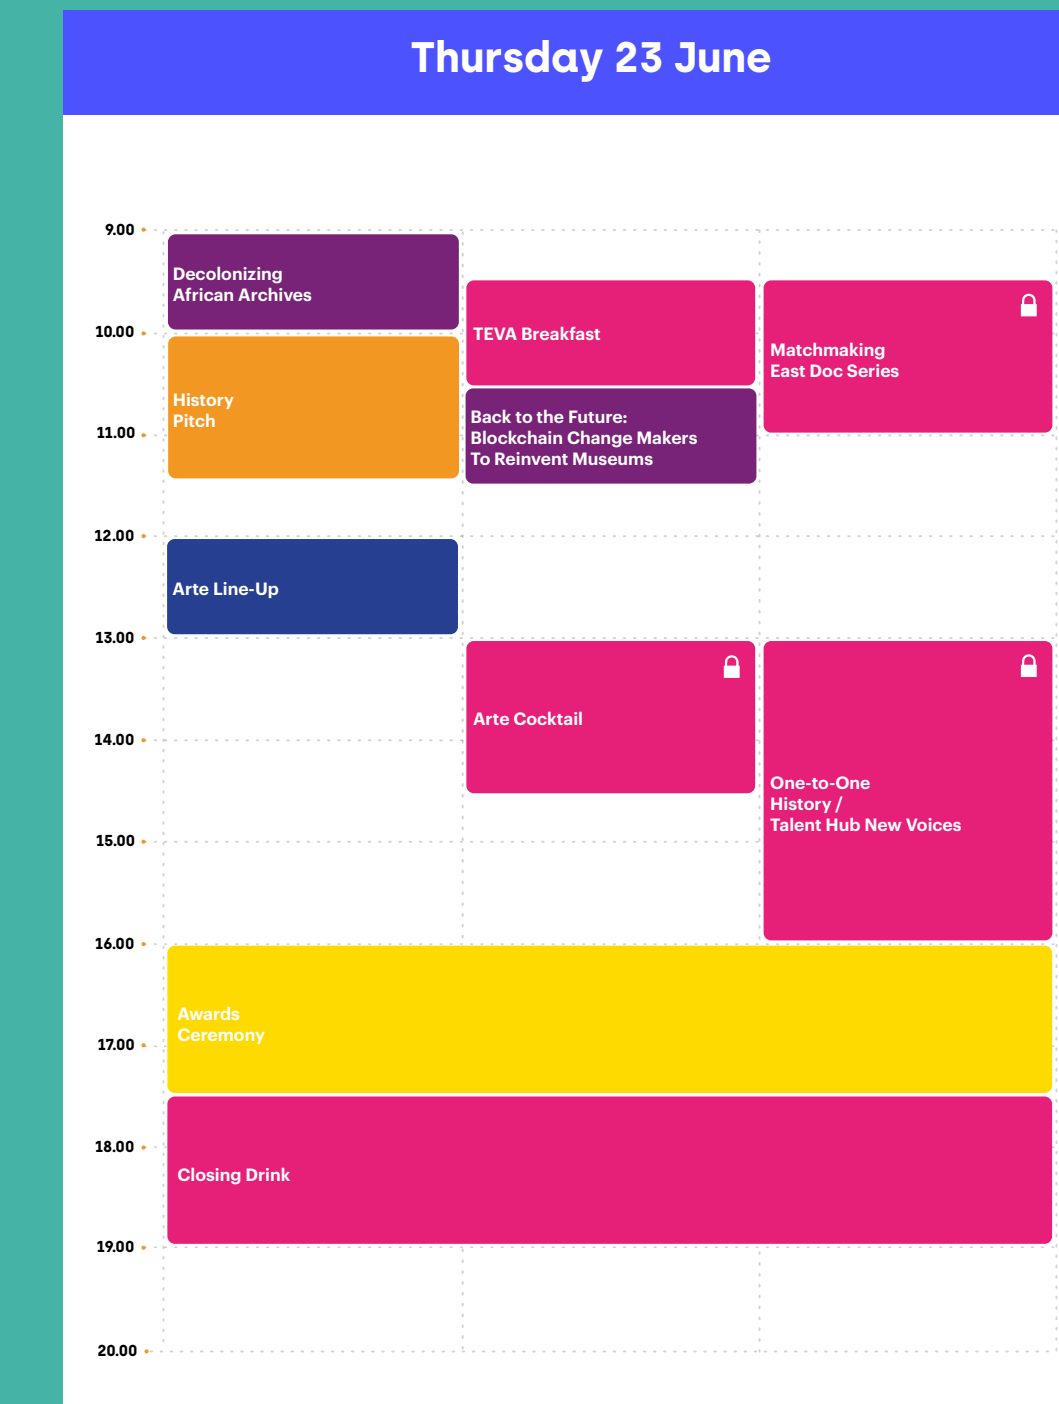 Thursday 23 June
9.00
Decolonizing
African Archives
TEVA Breakfast
Matchmaking
East Doc Series
10.00
History
Pitch
Back to the Future:
Blockchain Change Makers
To Reinvent Museums
11.00
12.00
Arte Line-Up
13.00
Arte Cocktail
14.00
One-to-One
History /
Talent Hub New Voices
15.00
16.00
Awards
Ceremony
17.00
18.00
Closing Drink
19.00
20.00